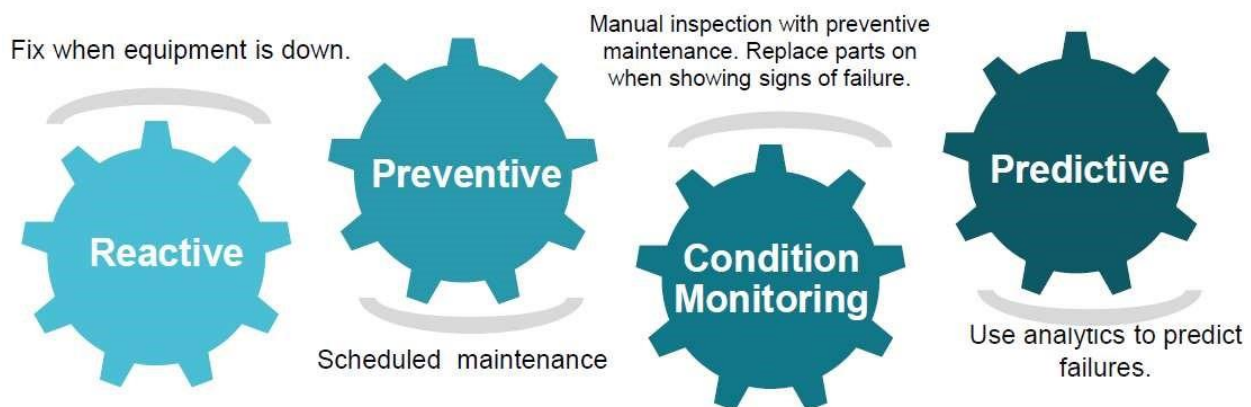 Fix when equipment is down.
Reactive
Preventive
Scheduled maintenance
Manual inspection with preventive
maintenance. Replace parts on
when showing signs of failure.
Condition
Monitoring
Predictive
Use analytics to predict
failures.